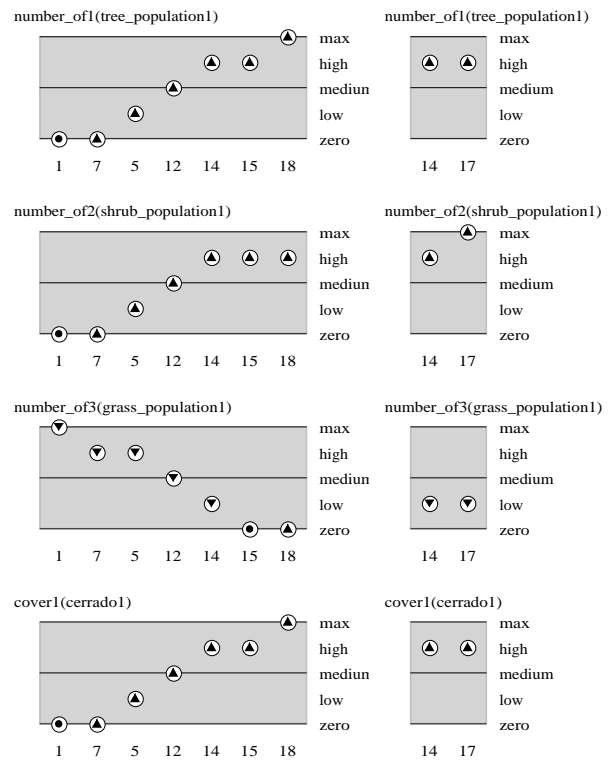 number_of1(tree_population1)
max
high
mediun
low
zero
1 7 5 12 14 15 18
number_of1(tree_population1)
max
high
medium
low
zero
14 17
number_of2(shrub_population1)
max
high
mediun
low
zero
1 7 5 12 14 15 18
number_of2(shrub_population1)
max
high
medium
low
zero
14 17
number_of3(grass_population1)
max
high
mediun
low
zero
1 7 5 12 14 15 18
number_of3(grass_population1)
max
high
medium
low
zero
14 17
cover1(cerrado1)
max
high
mediun
low
zero
1 7 5 12 14 15 18
cover1(cerrado1)
max
high
medium
low
zero
14 17